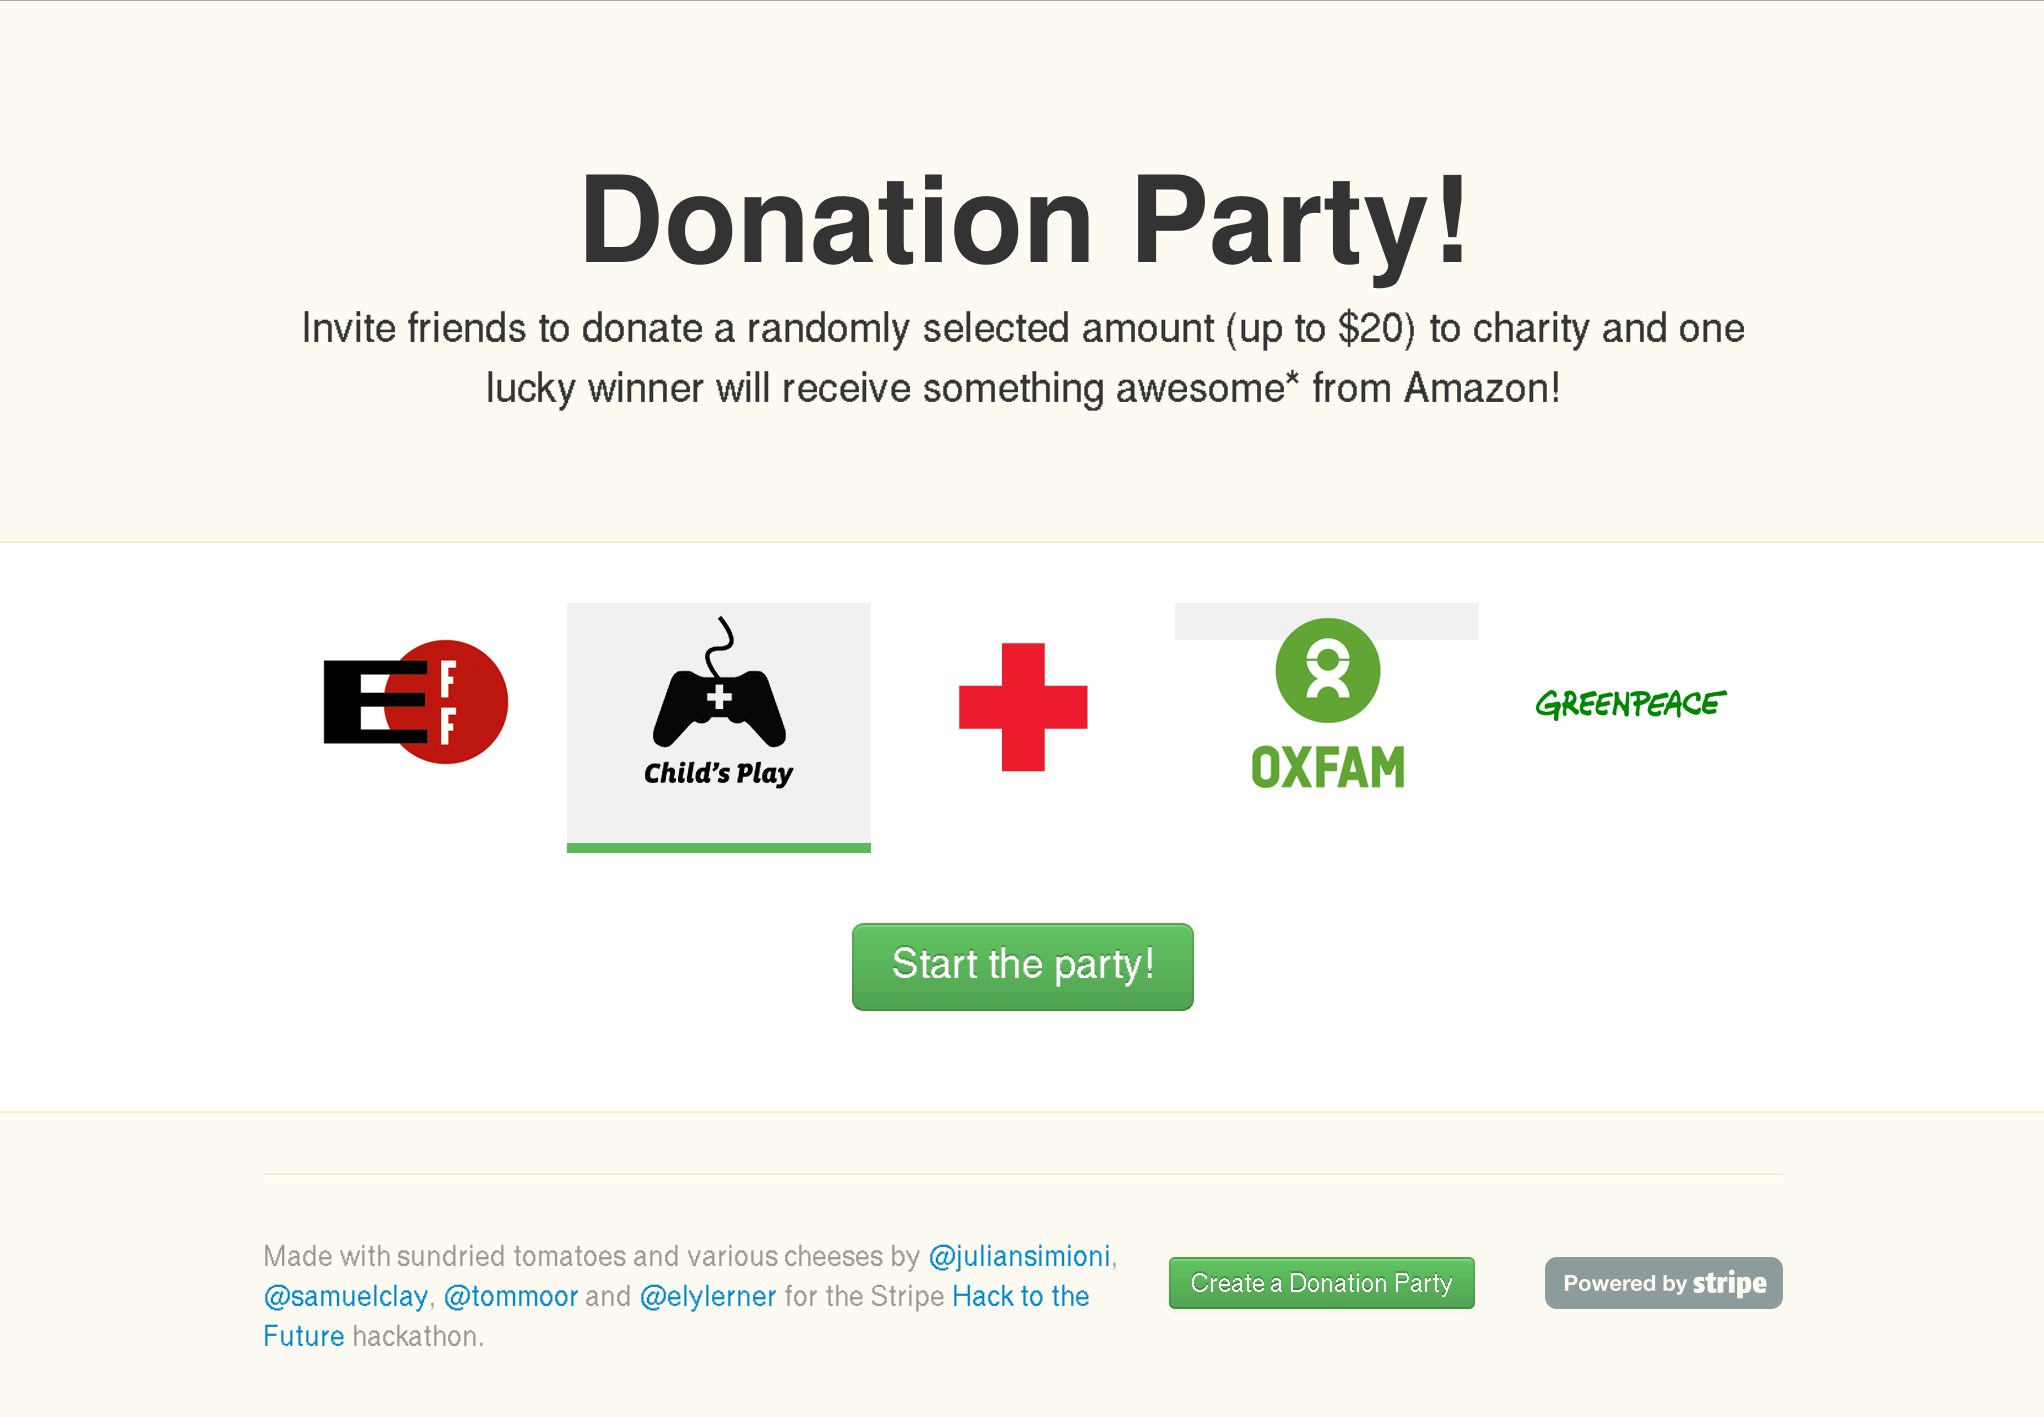 Donation Party!
Invite friends to donate a randomly selected amount (up to $20) to charity and one
lucky winner will receive something awesome* from Amazon!
E F
F
Child's Play
OXFAM
GREENPEACE
Start the party!
Made with sundried tomatoes and various cheeses by @juliansimioni,
@samuelclay, @tommoor and @elylerner for the Stripe Hack to the
Future hackathon.
Create a Donation Party
Powered by stripe